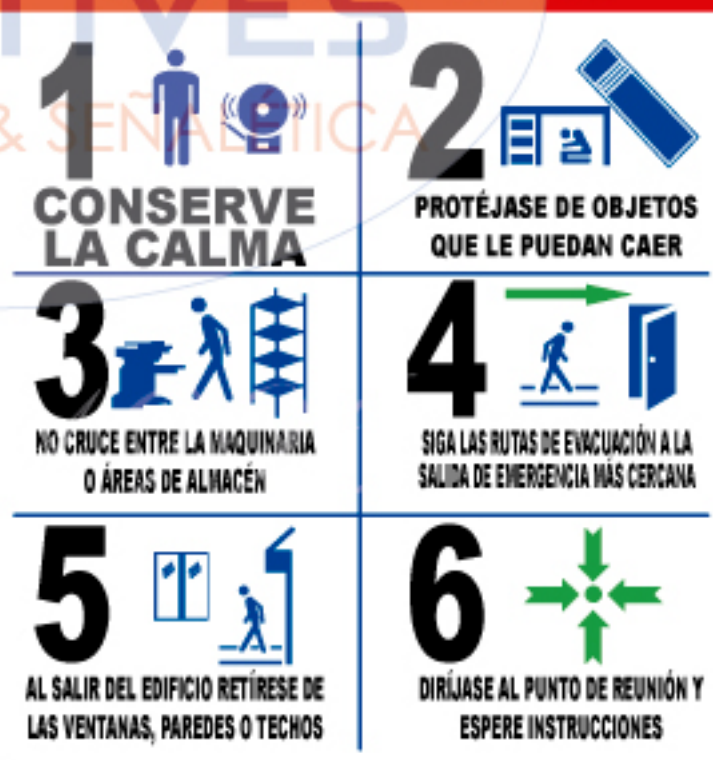 TIVES
& SEÑALÉTICA
1
CONSERVE
LA CALMA
2
PROTÉJASE DE OBJETOS
QUE LE PUEDAN CAER
3
NO CRUCE ENTRE LA MAQUINARIA
O ÁREAS DE ALMACÉN
4
SIGA LAS RUTAS DE EVACUACIÓN A LA
SALIDA DE EMERGENCIA MÁS CERCANA
5
AL SALIR DEL EDIFICIO RETÍRESE DE
LAS VENTANAS, PAREDES O TECHOS
6
DIRÍJASE AL PUNTO DE REUNIÓN Y
ESPERE INSTRUCCIONES